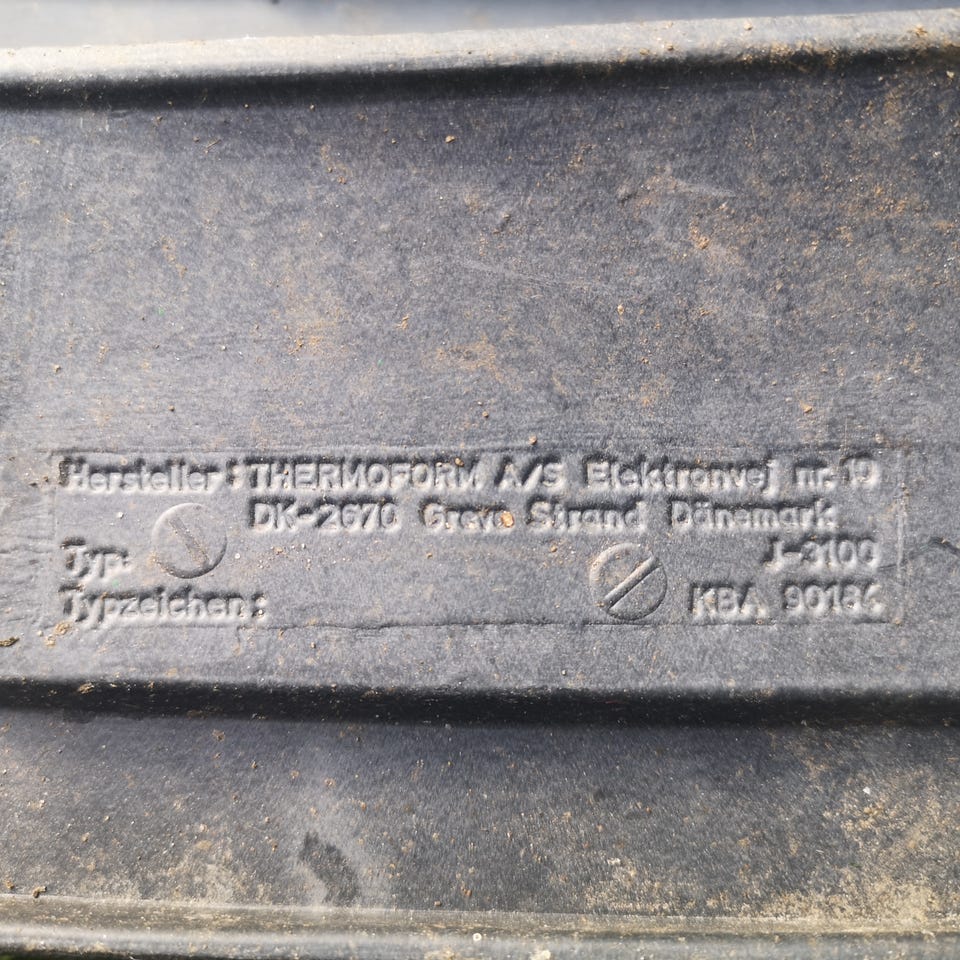 Hersteller: THERMOFORM A/S Elektronvej nr. 19
DK-2670 Greve Strand Dänemark
Typ: J-3100
Typzeichen: KBA 90184